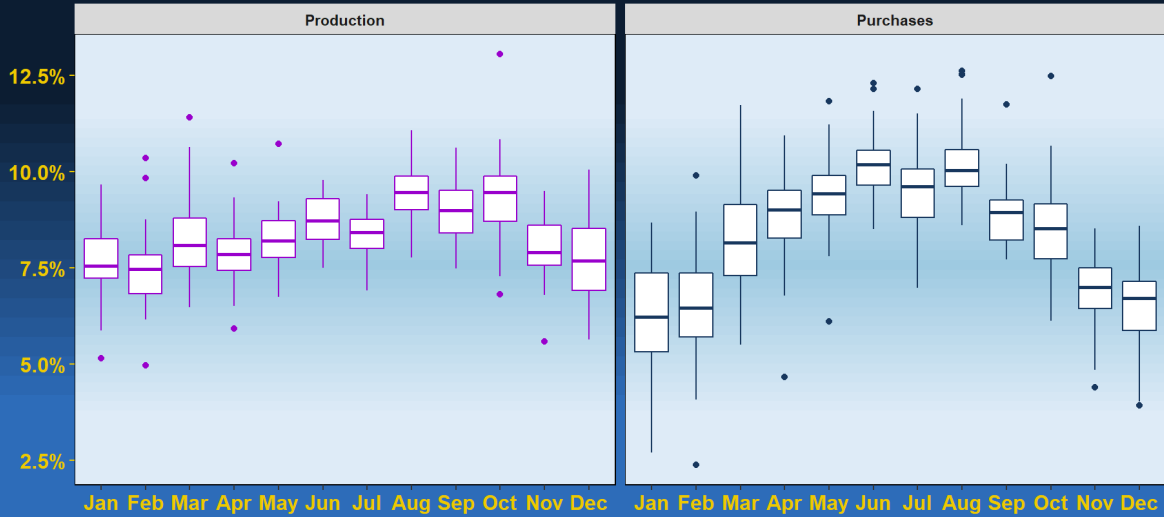 Production Purchases
12.5%
10.0%
7.5%
5.0%
2.5%
Jan Feb Mar Apr May Jun Jul Aug Sep Oct Nov Dec Jan Feb Mar Apr May Jun Jul Aug Sep Oct Nov Dec